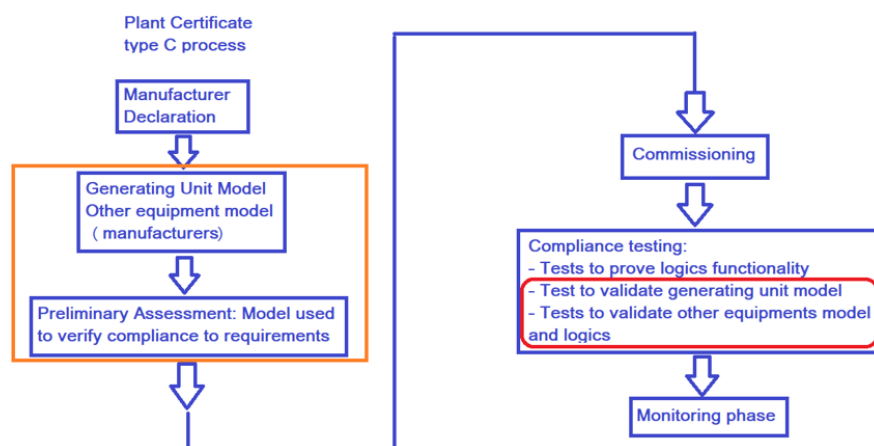 Plant Certificate
type C process
Manufacturer
Declaration
Generating Unit Model
Other equipment model
( manufacturers)
Preliminary Assessment: Model used
to verify compliance to requirements
Commissioning
Compliance testing:
- Tests to prove logics functionality
- Test to validate generating unit model
- Tests to validate other equipments model
and logics
Monitoring phase